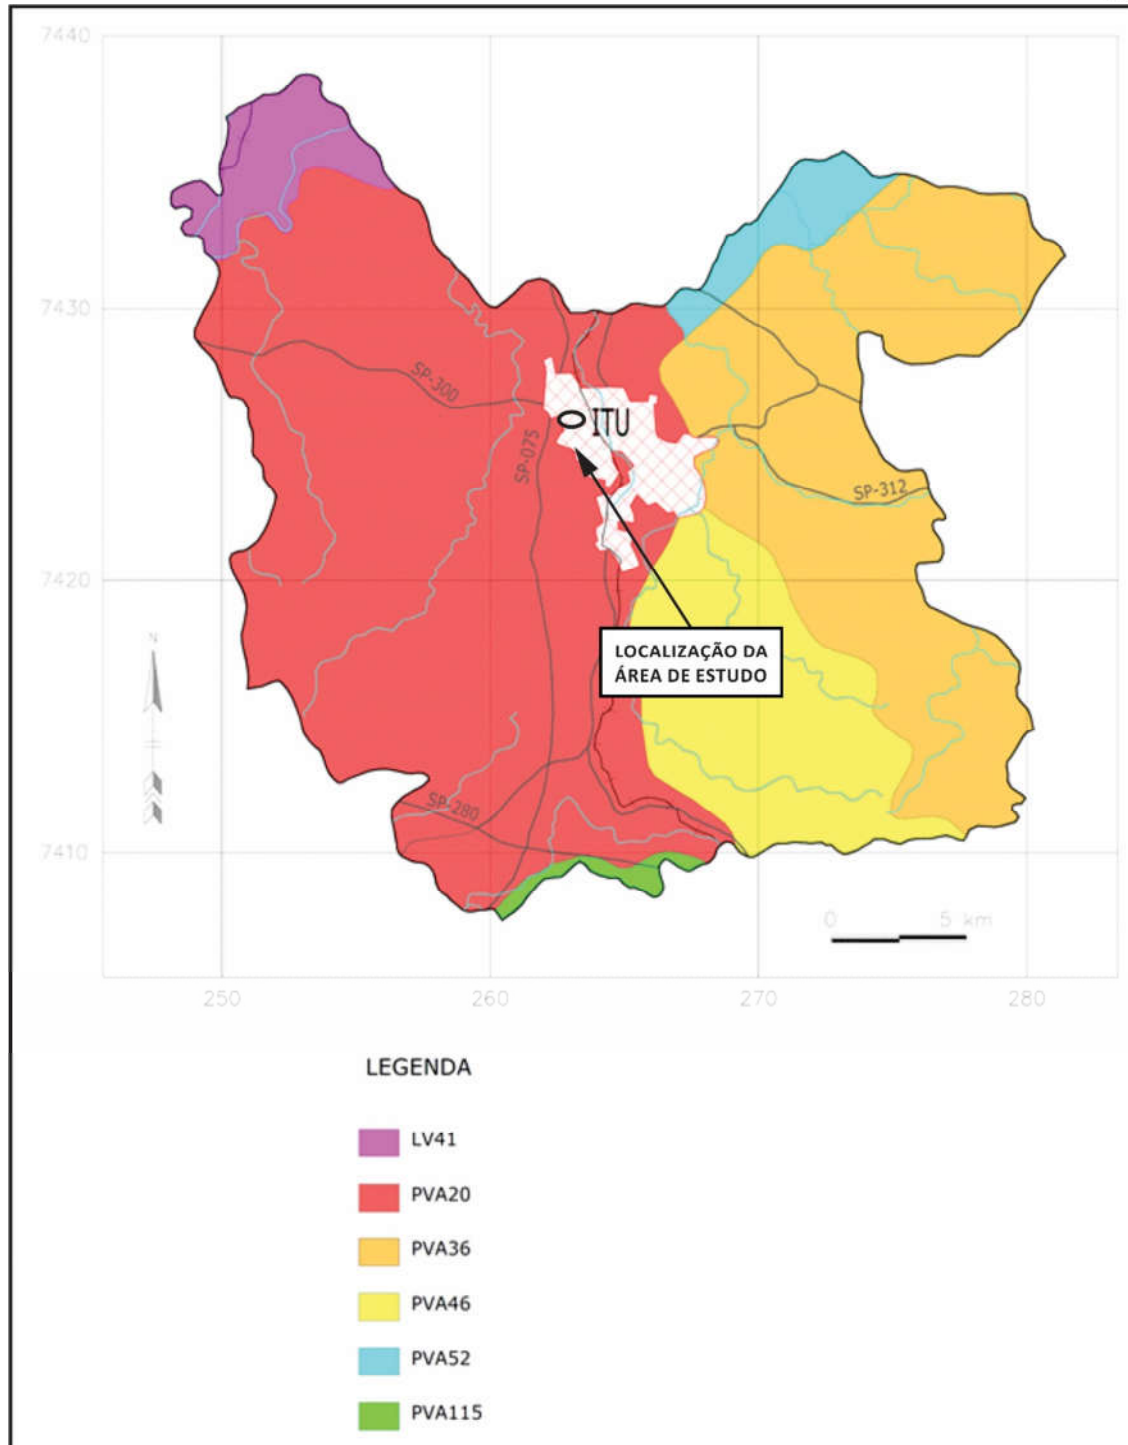 7440
7430
SP-300
ITU
SP-075
SP-312
7420
N
LOCALIZAÇÃO DA
ÁREA DE ESTUDO
SP-280
7410
0 5 km
250 260 270 280
LEGENDA
LV41
PVA20
PVA36
PVA46
PVA52
PVA115